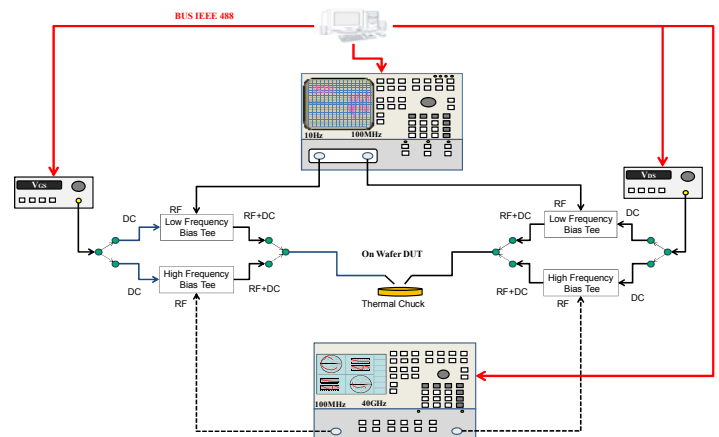 BUS IEEE 488
10Hz 100MHz
VGS
VDS
DC
RF
Low Frequency
Bias Tee
RF+DC
RF+DC
RF
Low Frequency
Bias Tee
DC
On Wafer DUT
DC
High Frequency
Bias Tee
RF
RF+DC
Thermal Chuck
RF+DC
High Frequency
Bias Tee
RF
DC
100MHz 40GHz